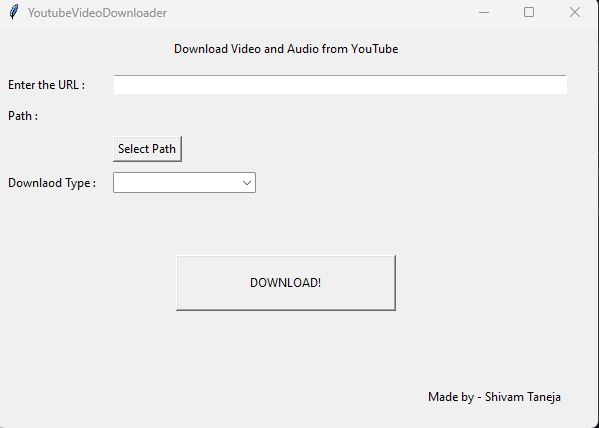 YoutubeVideoDownloader
Download Video and Audio from YouTube
Enter the URL :
Path :
Select Path
Downlaod Type :
DOWNLOAD!
Made by - Shivam Taneja